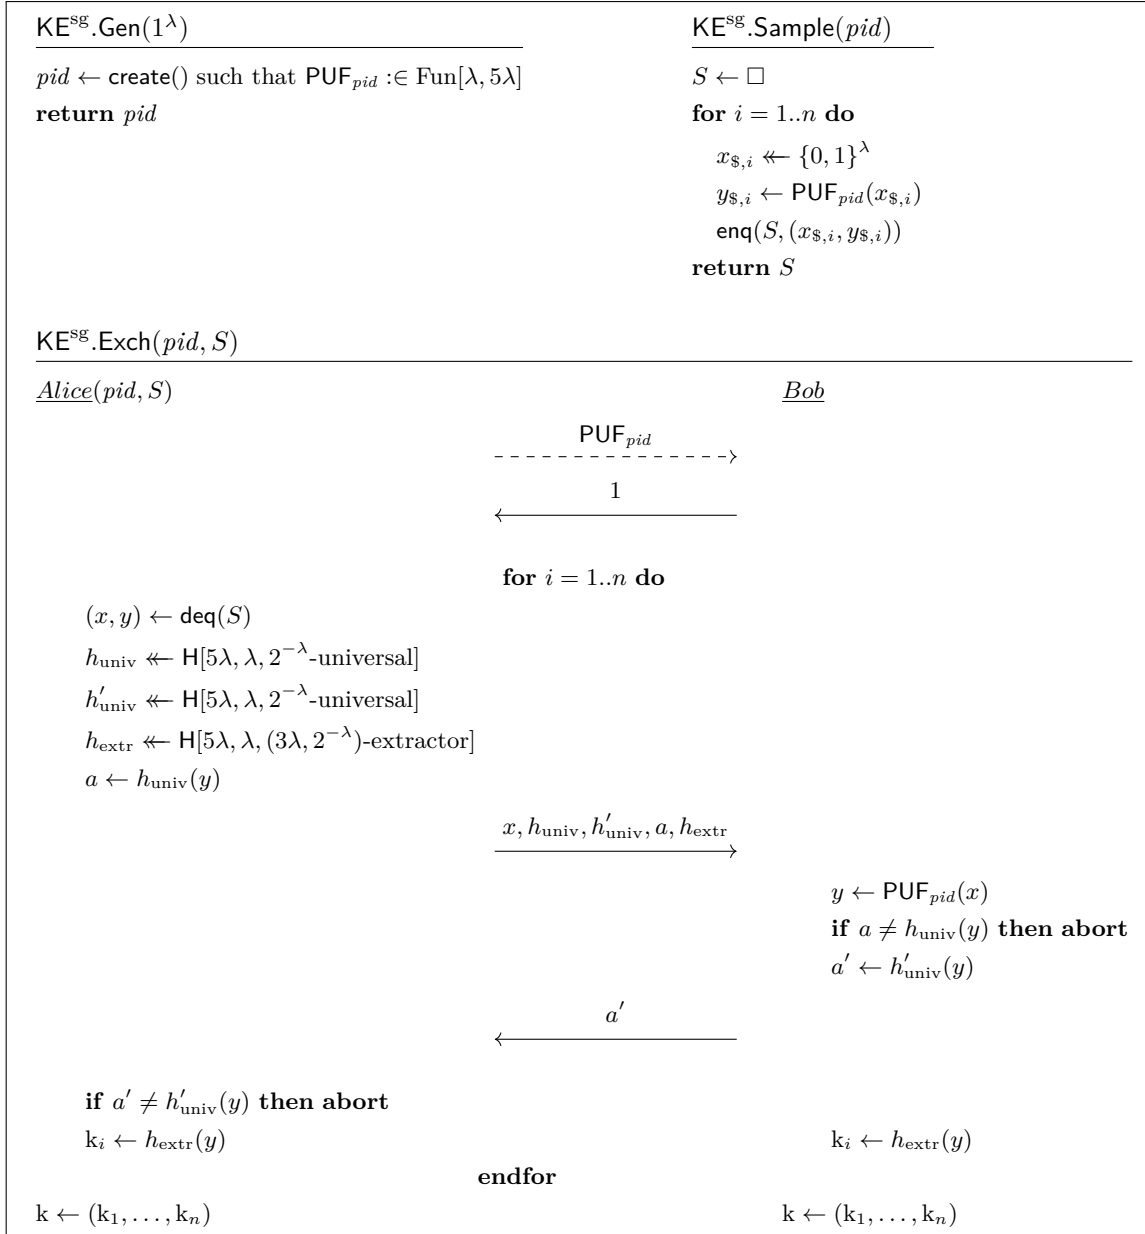 KE^sg.Gen(1^λ)
pid ← create() such that PUF_pid :∈ Fun[λ, 5λ]
return pid
KE^sg.Sample(pid)
S ← □
for i = 1..n do
x_{$,i} ↞ {0, 1}^λ
y_{$,i} ← PUF_pid(x_{$,i})
enq(S, (x_{$,i}, y_{$,i}))
return S
KE^sg.Exch(pid, S)
Alice(pid, S)
Bob
PUF_pid
1
for i = 1..n do
(x, y) ← deq(S)
h_univ ↞ H[5λ, λ, 2^{−λ}-universal]
h′_univ ↞ H[5λ, λ, 2^{−λ}-universal]
h_extr ↞ H[5λ, λ, (3λ, 2^{−λ})-extractor]
a ← h_univ(y)
x, h_univ, h′_univ, a, h_extr
y ← PUF_pid(x)
if a ≠ h_univ(y) then abort
a′ ← h′_univ(y)
a′
if a′ ≠ h′_univ(y) then abort
k_i ← h_extr(y)
k_i ← h_extr(y)
endfor
k ← (k_1, . . . , k_n)
k ← (k_1, . . . , k_n)